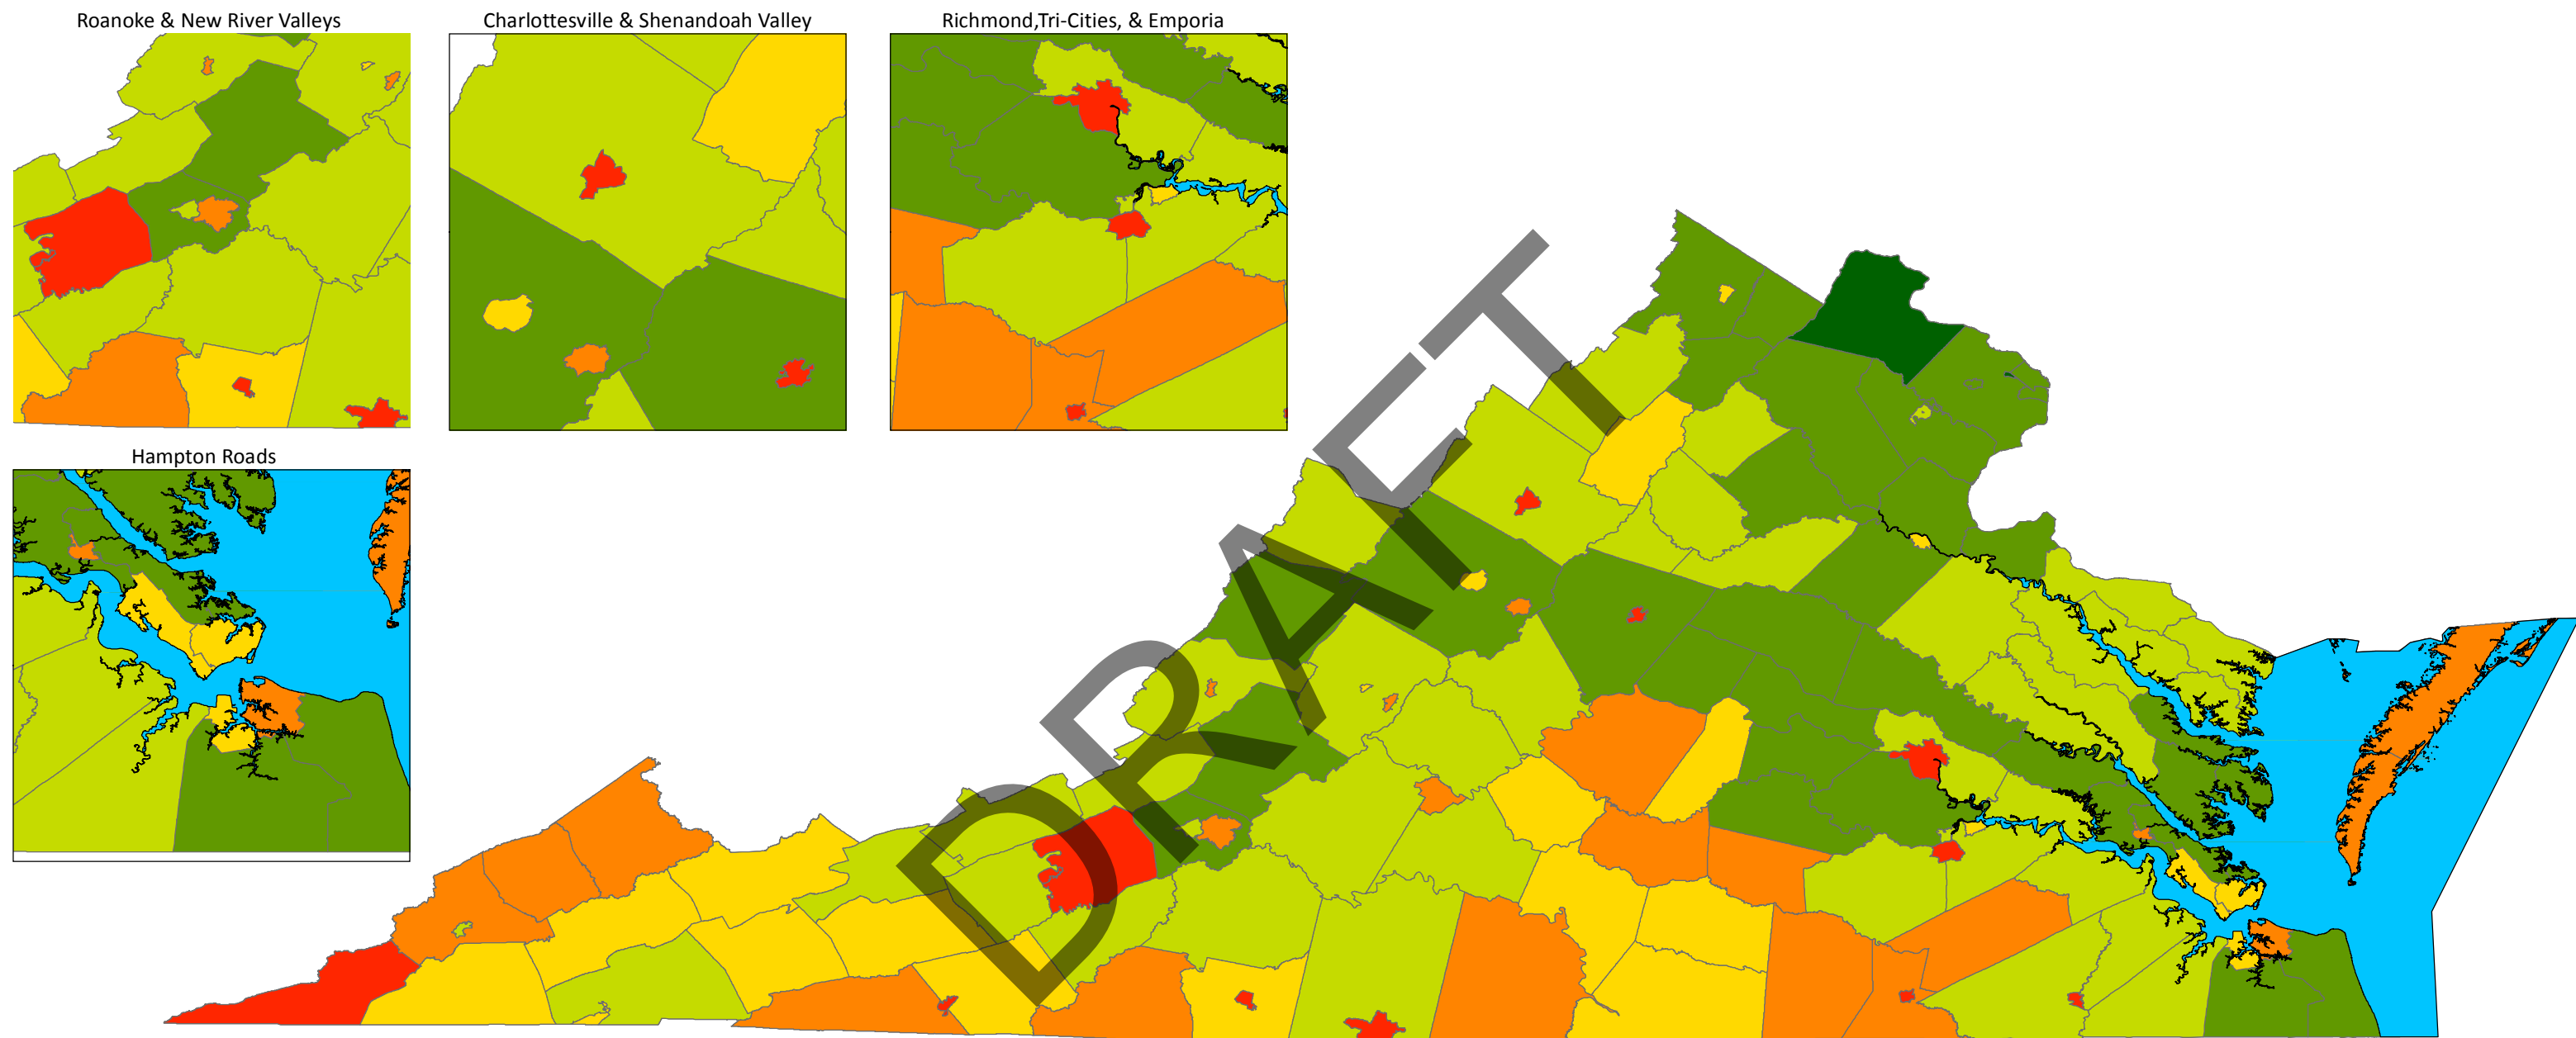 Roanoke & New River Valleys
Charlottesville & Shenandoah Valley
Richmond,Tri-Cities, & Emporia
Hampton Roads
DRAFT